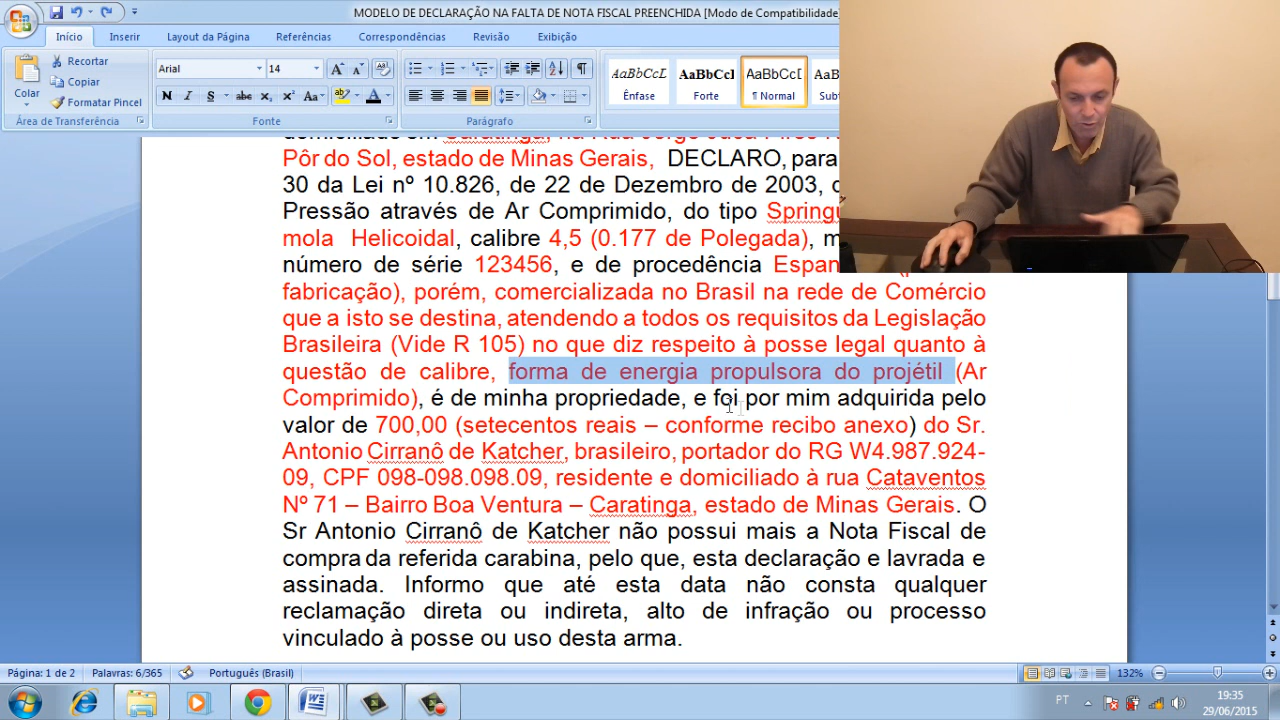 MODELO DE DECLARAÇÃO NA FALTA DE NOTA FISCAL PREENCHIDA [Modo de Compatibilidade
Início Inserir Layout da Página Referências Correspondências Revisão Exibição
Colar
Recortar
Copiar
Formatar Pincel
Área de Transferência
Arial 14
N I S abc x₂ x² Aa
ab A
Fonte
Parágrafo
AaBbCcL AaBbCcI AaBbCcI AaB
Ênfase Forte ¶ Normal Subt
Pôr do Sol, estado de Minas Gerais, DECLARO, para
30 da Lei nº 10.826, de 22 de Dezembro de 2003,
Pressão através de Ar Comprimido, do tipo Springu
mola Helicoidal, calibre 4,5 (0.177 de Polegada), m
número de série 123456, e de procedência Espan
fabricação), porém, comercializada no Brasil na rede de Comércio
que a isto se destina, atendendo a todos os requisitos da Legislação
Brasileira (Vide R 105) no que diz respeito à posse legal quanto à
questão de calibre, forma de energia propulsora do projétil (Ar
Comprimido), é de minha propriedade, e foi por mim adquirida pelo
valor de 700,00 (setecentos reais – conforme recibo anexo) do Sr.
Antonio Cirranô de Katcher, brasileiro, portador do RG W4.987.924-
09, CPF 098-098.098.09, residente e domiciliado à rua Cataventos
Nº 71 – Bairro Boa Ventura – Caratinga, estado de Minas Gerais. O
Sr Antonio Cirranô de Katcher não possui mais a Nota Fiscal de
compra da referida carabina, pelo que, esta declaração e lavrada e
assinada. Informo que até esta data não consta qualquer
reclamação direta ou indireta, alto de infração ou processo
vinculado à posse ou uso desta arma.
Página: 1 de 2 Palavras: 6/365 Português (Brasil) 132%
PT 19:35
29/06/2015